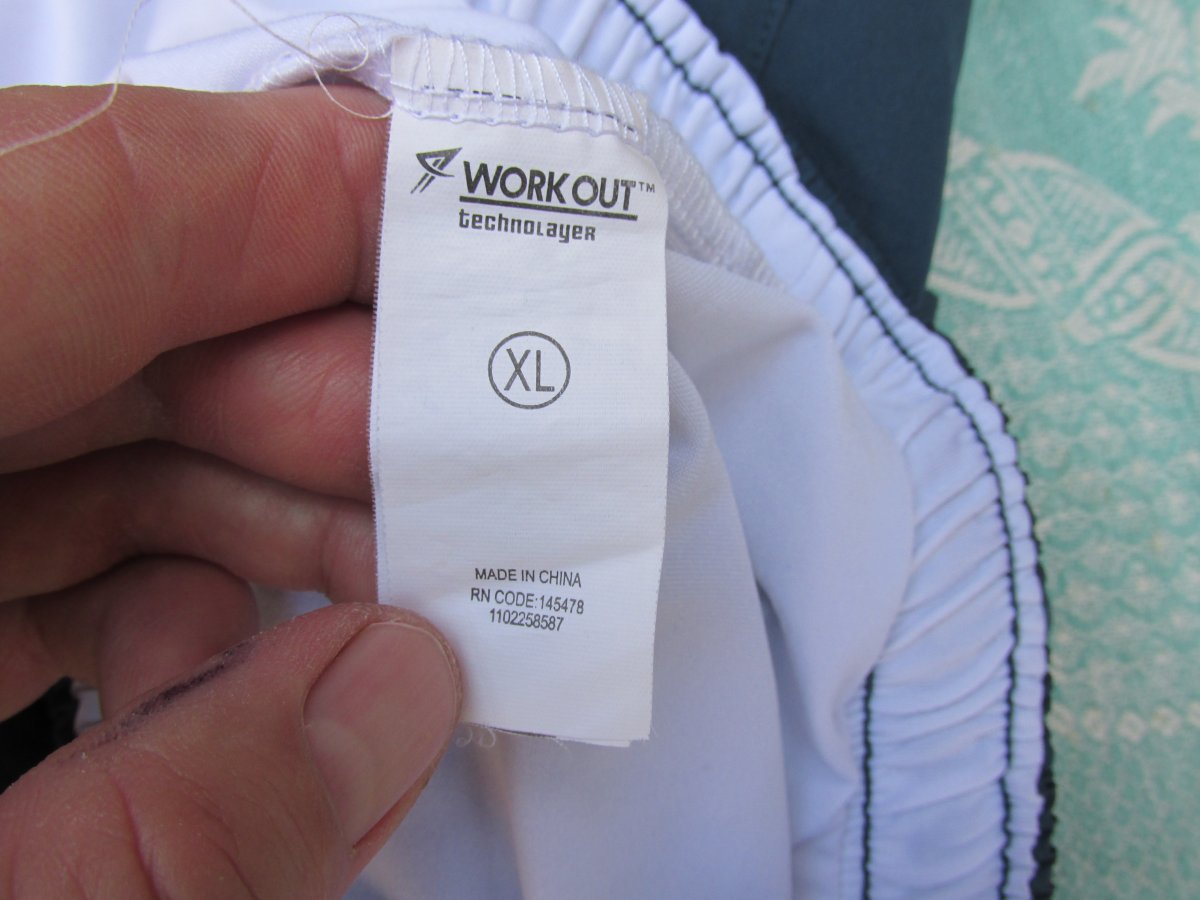 WORK OUT™
technolayer
XL
MADE IN CHINA
RN CODE:145478
1102258587